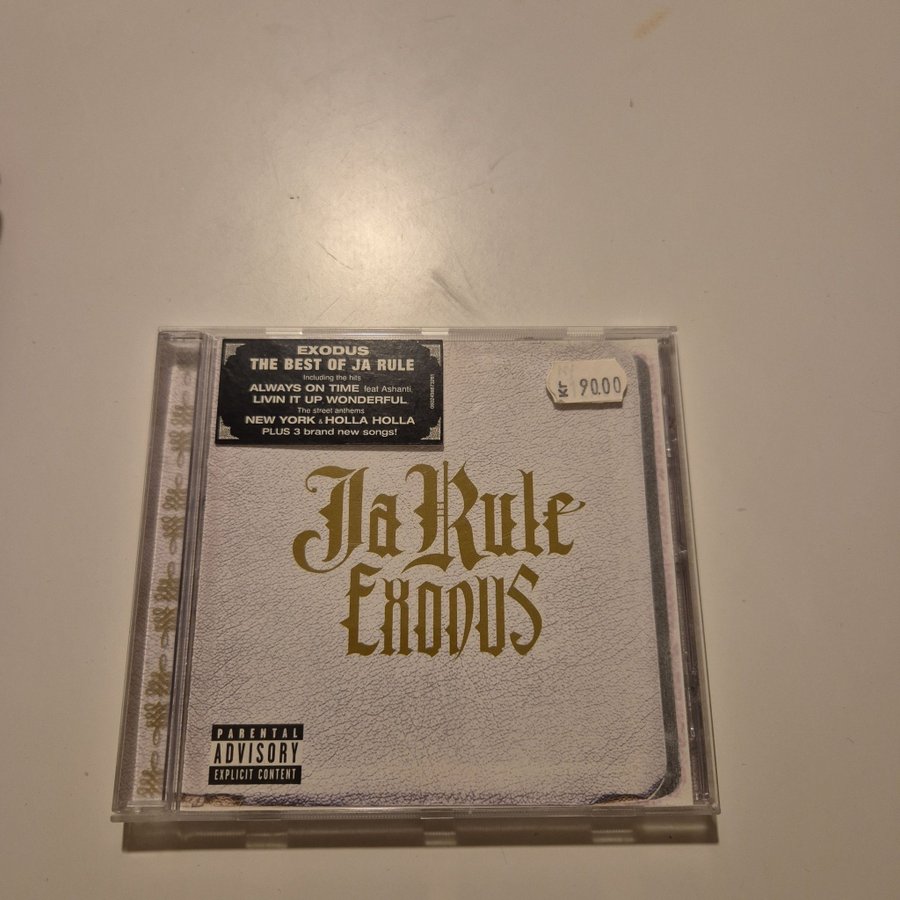 EXODUS
THE BEST OF JA RULE
Including the hits
ALWAYS ON TIME feat Ashanti,
LIVIN IT UP WONDERFUL
The street anthems
NEW YORK & HOLLA HOLLA
PLUS 3 brand new songs!
Kr 90.00
Ja Rule
Exodus
PARENTAL
ADVISORY
EXPLICIT CONTENT